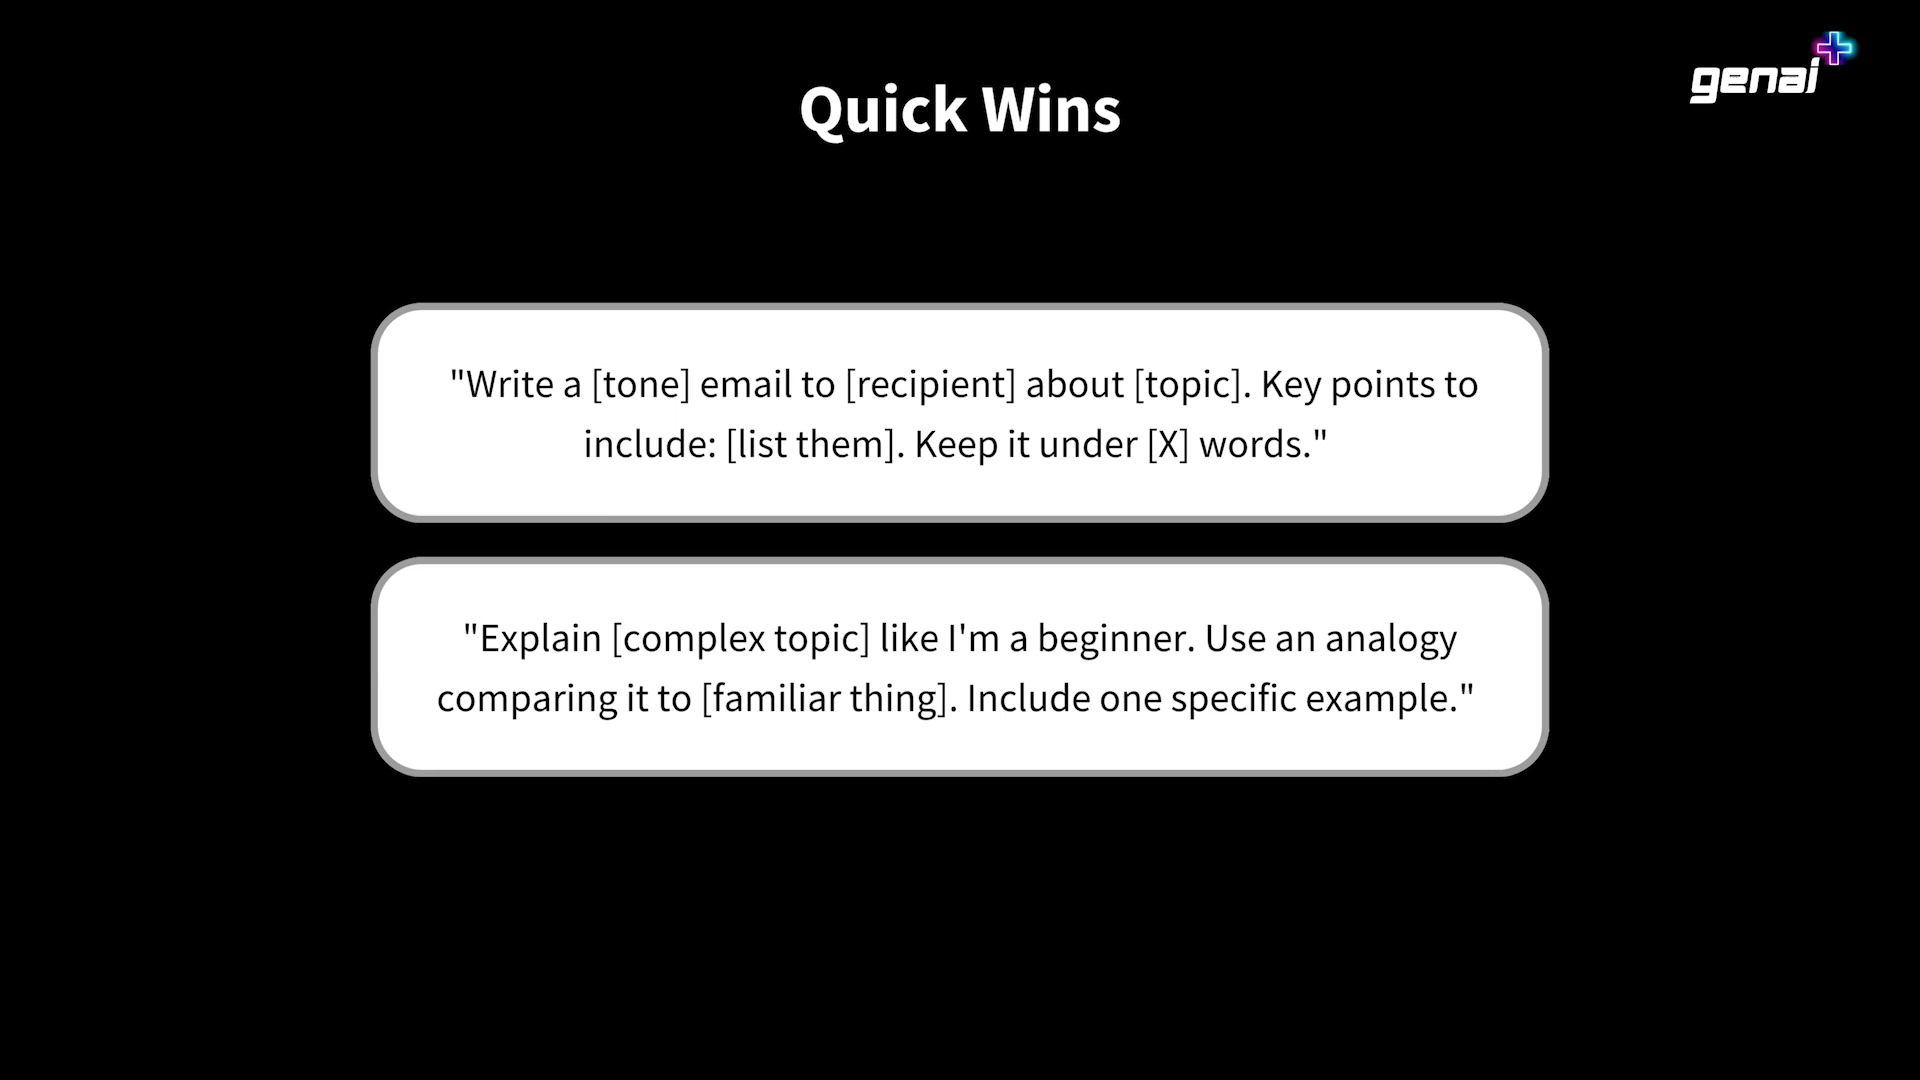 genai
Quick Wins
"Write a [tone] email to [recipient] about [topic]. Key points to
include: [list them]. Keep it under [X] words."
"Explain [complex topic] like I'm a beginner. Use an analogy
comparing it to [familiar thing]. Include one specific example."